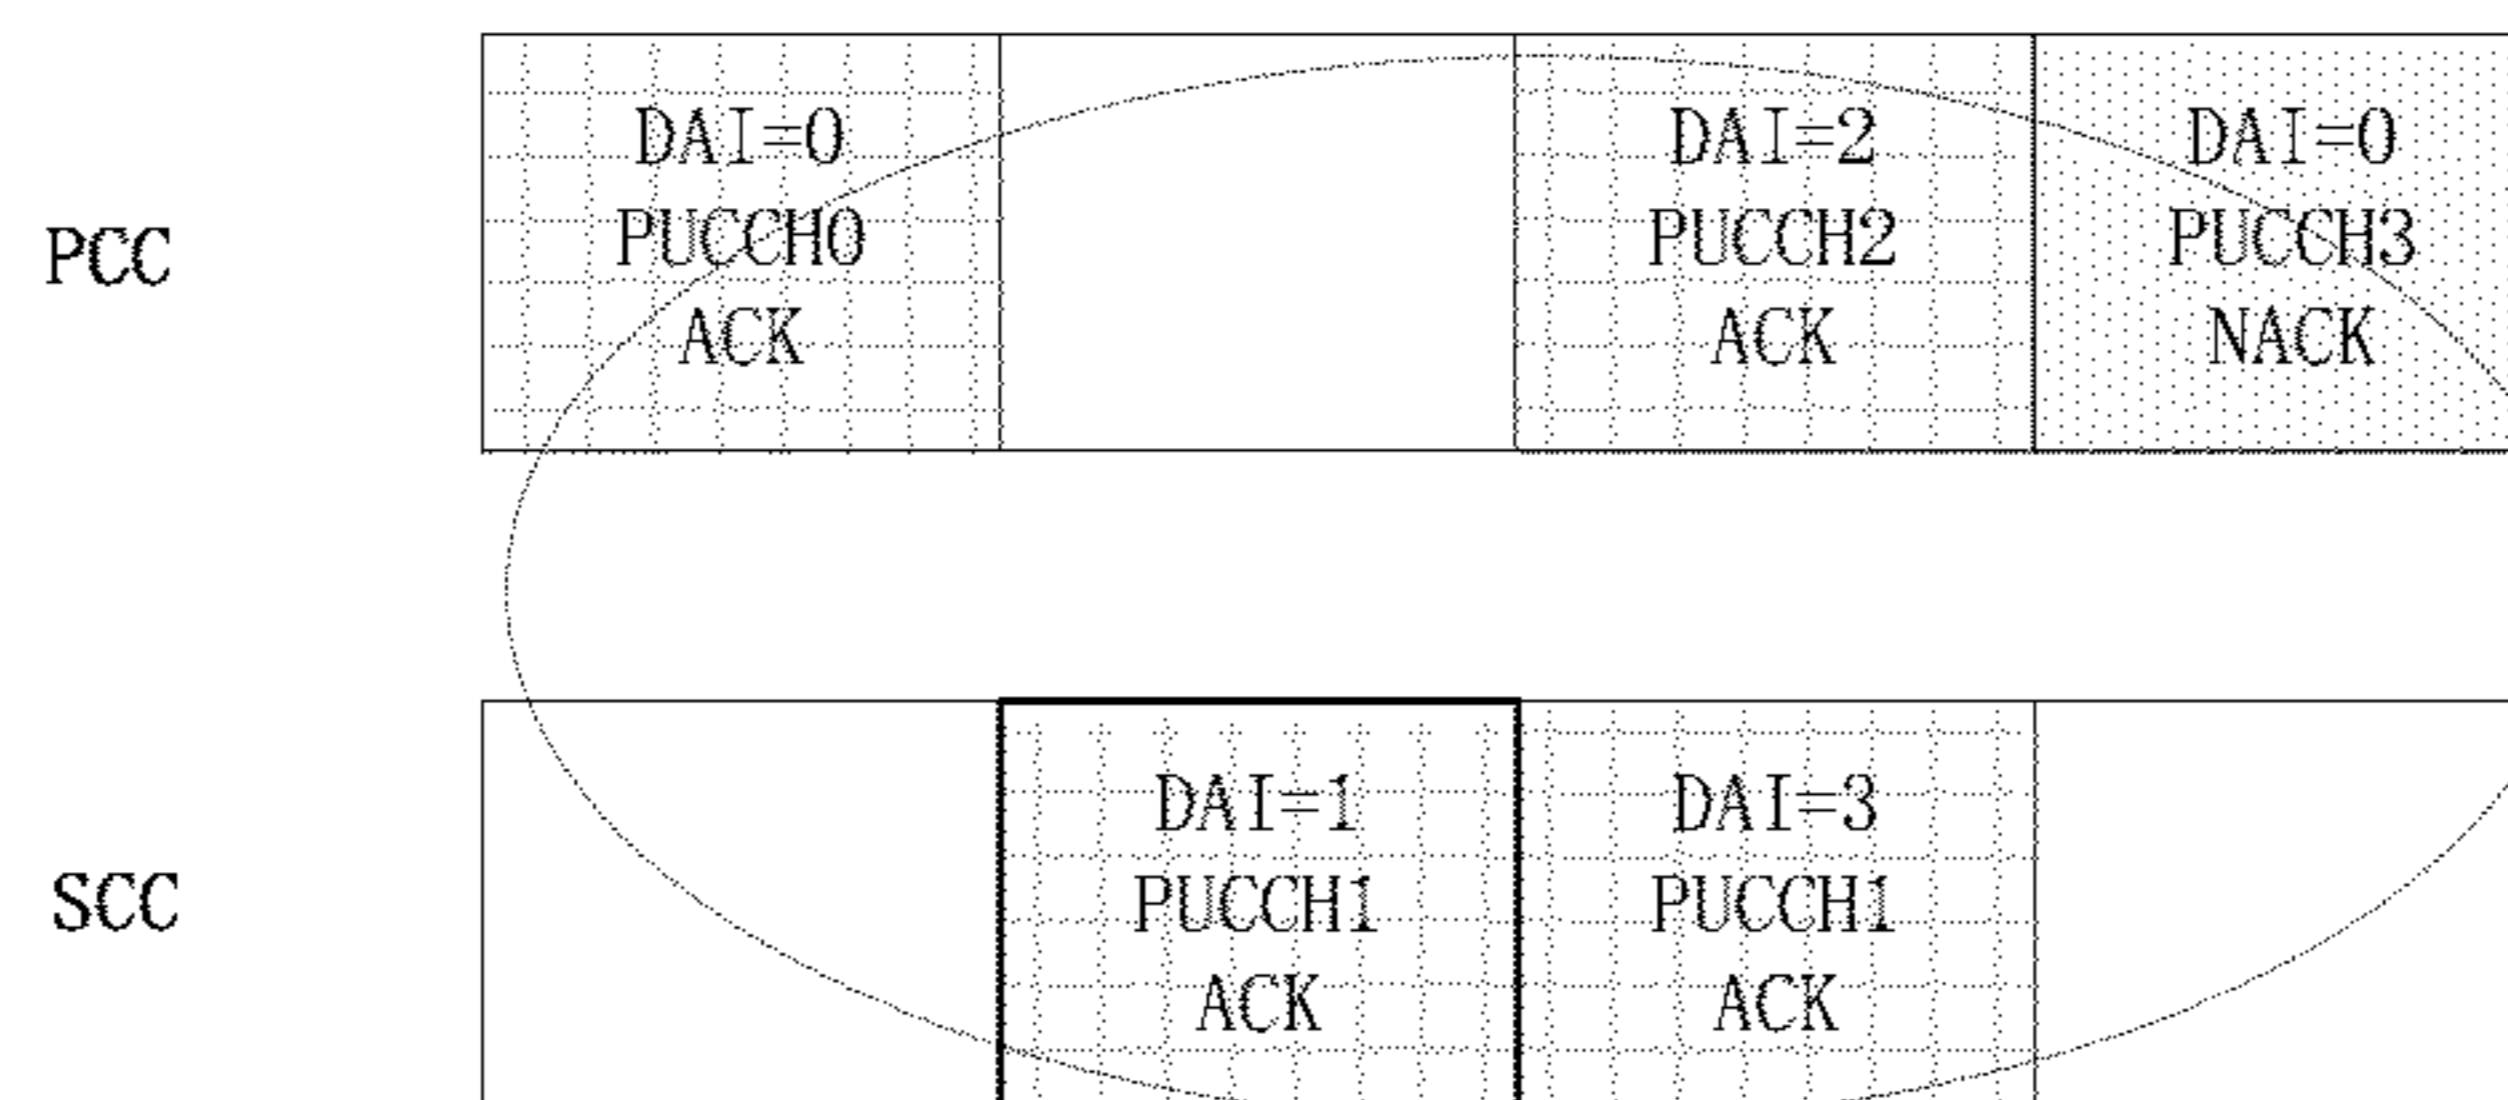 PCC
DAI=0
PUCCH0
ACK
DAI=2
PUCCH2
ACK
DAI=0
PUCCH3
NACK
SCC
DAI=1
PUCCH1
ACK
DAI=3
PUCCH1
ACK